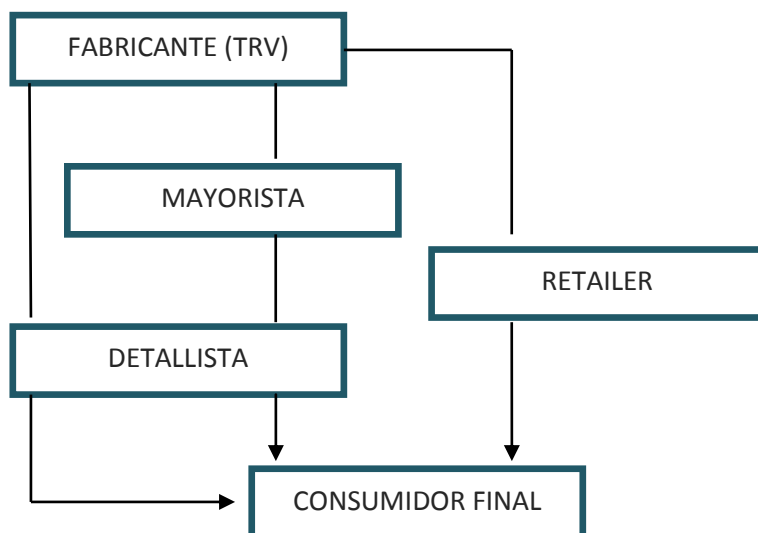 FABRICANTE (TRV)
MAYORISTA
RETAILER
DETALLISTA
CONSUMIDOR FINAL